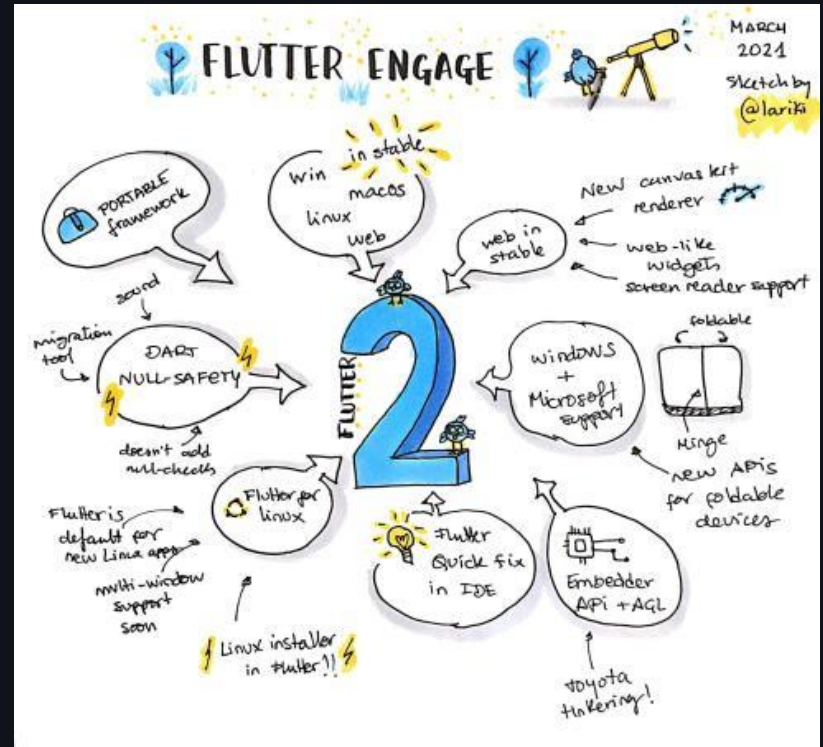 FLUTTER ENGAGE
MARCH
2021
Sketch by
@lariki
PORTABLE
framework
in stable
win
macos
linux
web
web in
stable
New canvas kit
renderer
web-like
widgets
screen reader support
sound
migration
tool
DART
NULL-SAFETY
doesn't add
null-checks
FLUTTER
2
windows
+
Microsoft
support
foldable
Hinge
new APIs
for foldable
devices
Flutter for
linux
Flutter is
default for
new Linux apps
multi-window
support
soon
Linux installer
in Flutter!!
Flutter
Quick fix
in IDE
Embedder
APi + AGL
toyota
tinkering!